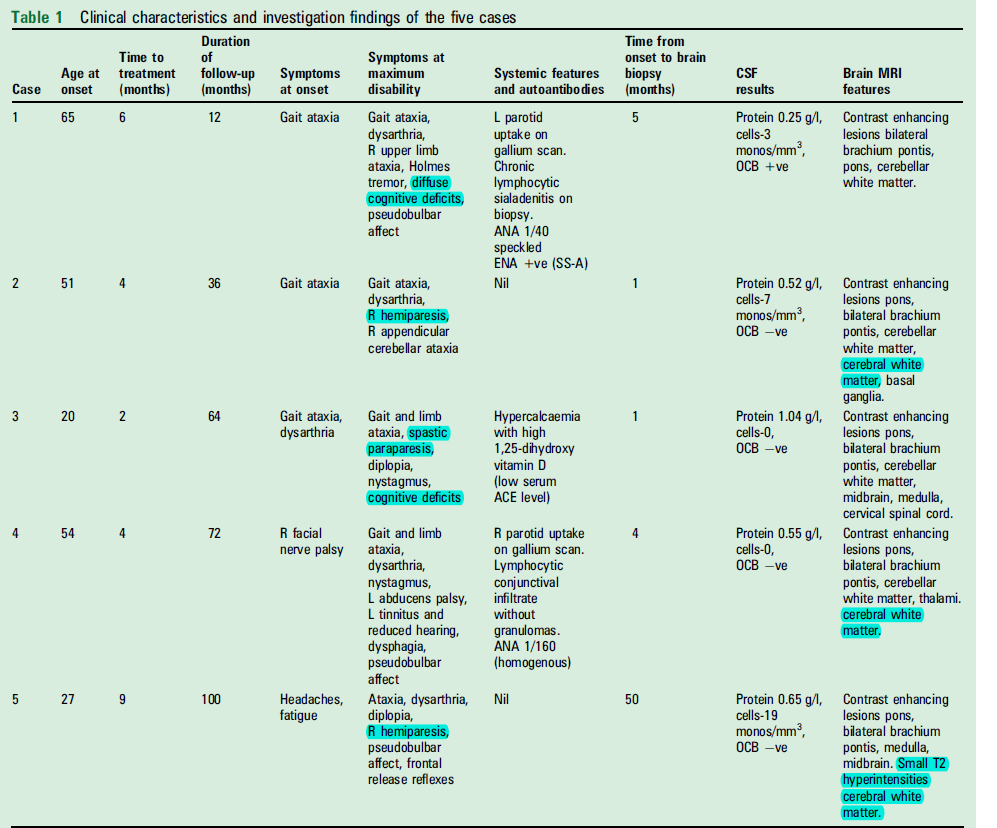 Table 1 Clinical characteristics and investigation findings of the five cases
Case
Age at
onset
Time to
treatment
(months)
Duration
of
follow-up
(months)
Symptoms
at onset
Symptoms at
maximum
disability
Systemic features
and autoantibodies
Time from
onset to brain
biopsy
(months)
CSF
results
Brain MRI
features
1
65
6
12
Gait ataxia
Gait ataxia,
dysarthria,
R upper limb
ataxia, Holmes
tremor, diffuse
cognitive deficits,
pseudobulbar
affect
L parotid
uptake on
gallium scan.
Chronic
lymphocytic
sialadenitis on
biopsy.
ANA 1/40
speckled
ENA +ve (SS-A)
5
Protein 0.25 g/l,
cells-3
monos/mm³,
OCB +ve
Contrast enhancing
lesions bilateral
brachium pontis,
pons, cerebellar
white matter.
2
51
4
36
Gait ataxia
Gait ataxia,
dysarthria,
R hemiparesis,
R appendicular
cerebellar ataxia
Nil
1
Protein 0.52 g/l,
cells-7
monos/mm³,
OCB −ve
Contrast enhancing
lesions pons,
bilateral brachium
pontis, cerebellar
white matter,
cerebral white
matter, basal
ganglia.
3
20
2
64
Gait ataxia,
dysarthria
Gait and limb
ataxia, spastic
paraparesis,
diplopia,
nystagmus,
cognitive deficits
Hypercalcaemia
with high
1,25-dihydroxy
vitamin D
(low serum
ACE level)
1
Protein 1.04 g/l,
cells-0,
OCB −ve
Contrast enhancing
lesions pons,
bilateral brachium
pontis, cerebellar
white matter,
midbrain, medulla,
cervical spinal cord.
4
54
4
72
R facial
nerve palsy
Gait and limb
ataxia,
dysarthria,
nystagmus,
L abducens palsy,
L tinnitus and
reduced hearing,
dysphagia,
pseudobulbar
affect
R parotid uptake
on gallium scan.
Lymphocytic
conjunctival
infiltrate
without
granulomas.
ANA 1/160
(homogenous)
4
Protein 0.55 g/l,
cells-0,
OCB −ve
Contrast enhancing
lesions pons,
bilateral brachium
pontis, cerebellar
white matter, thalami.
cerebral white
matter.
5
27
9
100
Headaches,
fatigue
Ataxia, dysarthria,
diplopia,
R hemiparesis,
pseudobulbar
affect, frontal
release reflexes
Nil
50
Protein 0.65 g/l,
cells-19
monos/mm³,
OCB −ve
Contrast enhancing
lesions pons,
bilateral brachium
pontis, medulla,
midbrain. Small T2
hyperintensities
cerebral white
matter.